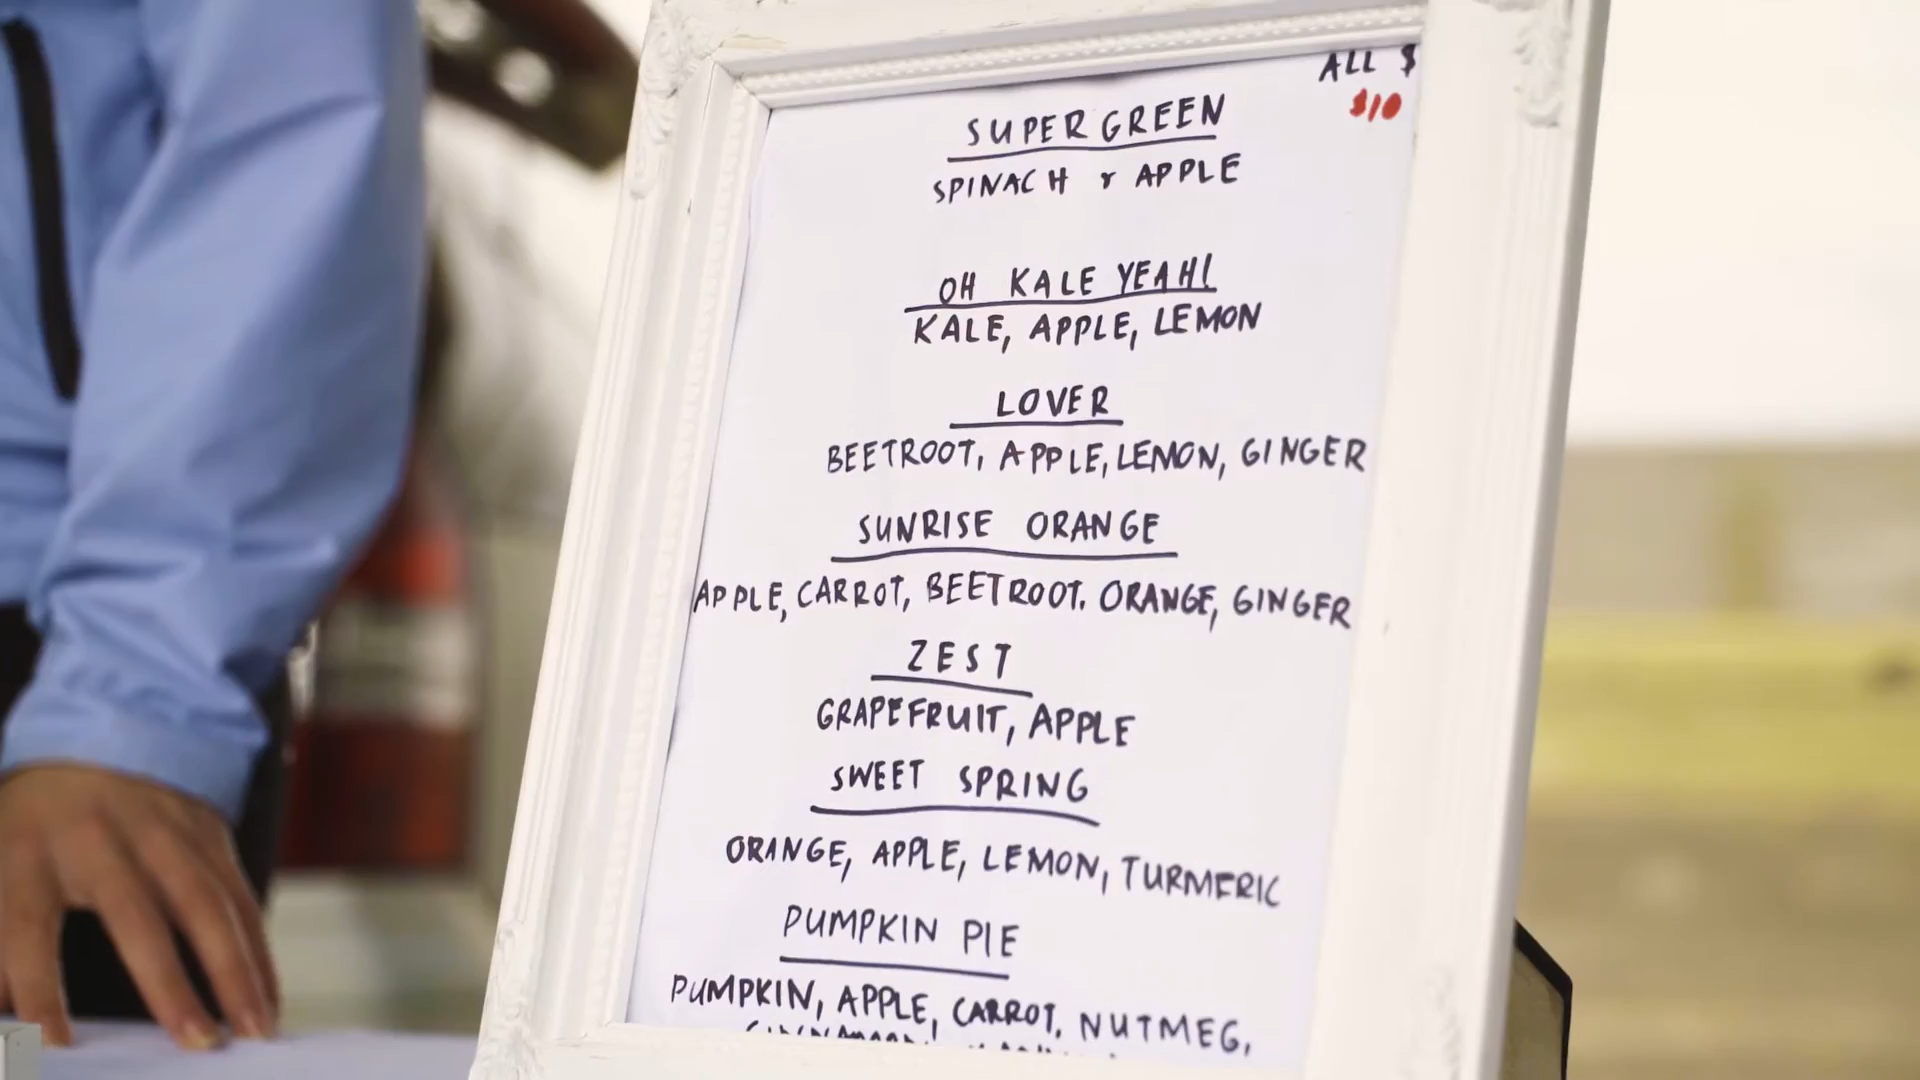 ALL $
$10
SUPER GREEN
SPINACH & APPLE
OH KALE YEAH!
KALE, APPLE, LEMON
LOVER
BEETROOT, APPLE, LEMON, GINGER
SUNRISE ORANGE
APPLE, CARROT, BEETROOT. ORANGE, GINGER
ZEST
GRAPEFRUIT, APPLE
SWEET SPRING
ORANGE, APPLE, LEMON, TURMERIC
PUMPKIN PIE
PUMPKIN, APPLE, CARROT, NUTMEG,